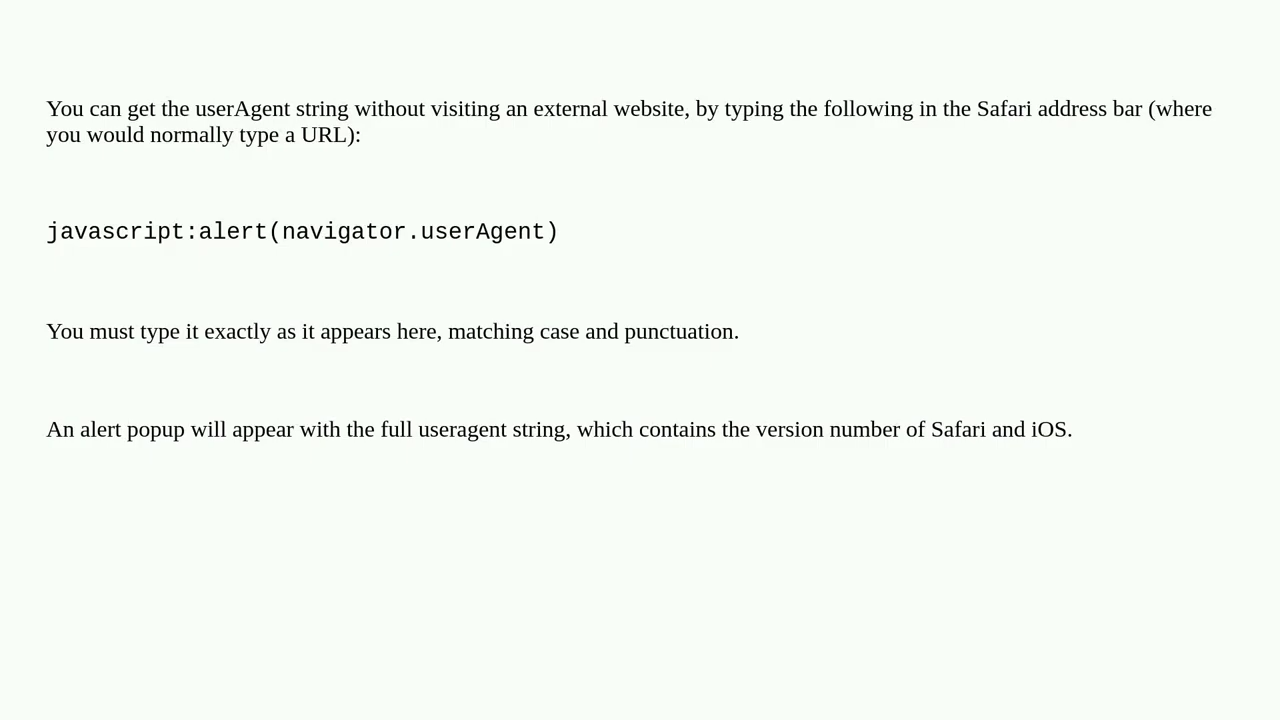 You can get the userAgent string without visiting an external website, by typing the following in the Safari address bar (where
you would normally type a URL):
javascript:alert(navigator.userAgent)
You must type it exactly as it appears here, matching case and punctuation.
An alert popup will appear with the full useragent string, which contains the version number of Safari and iOS.